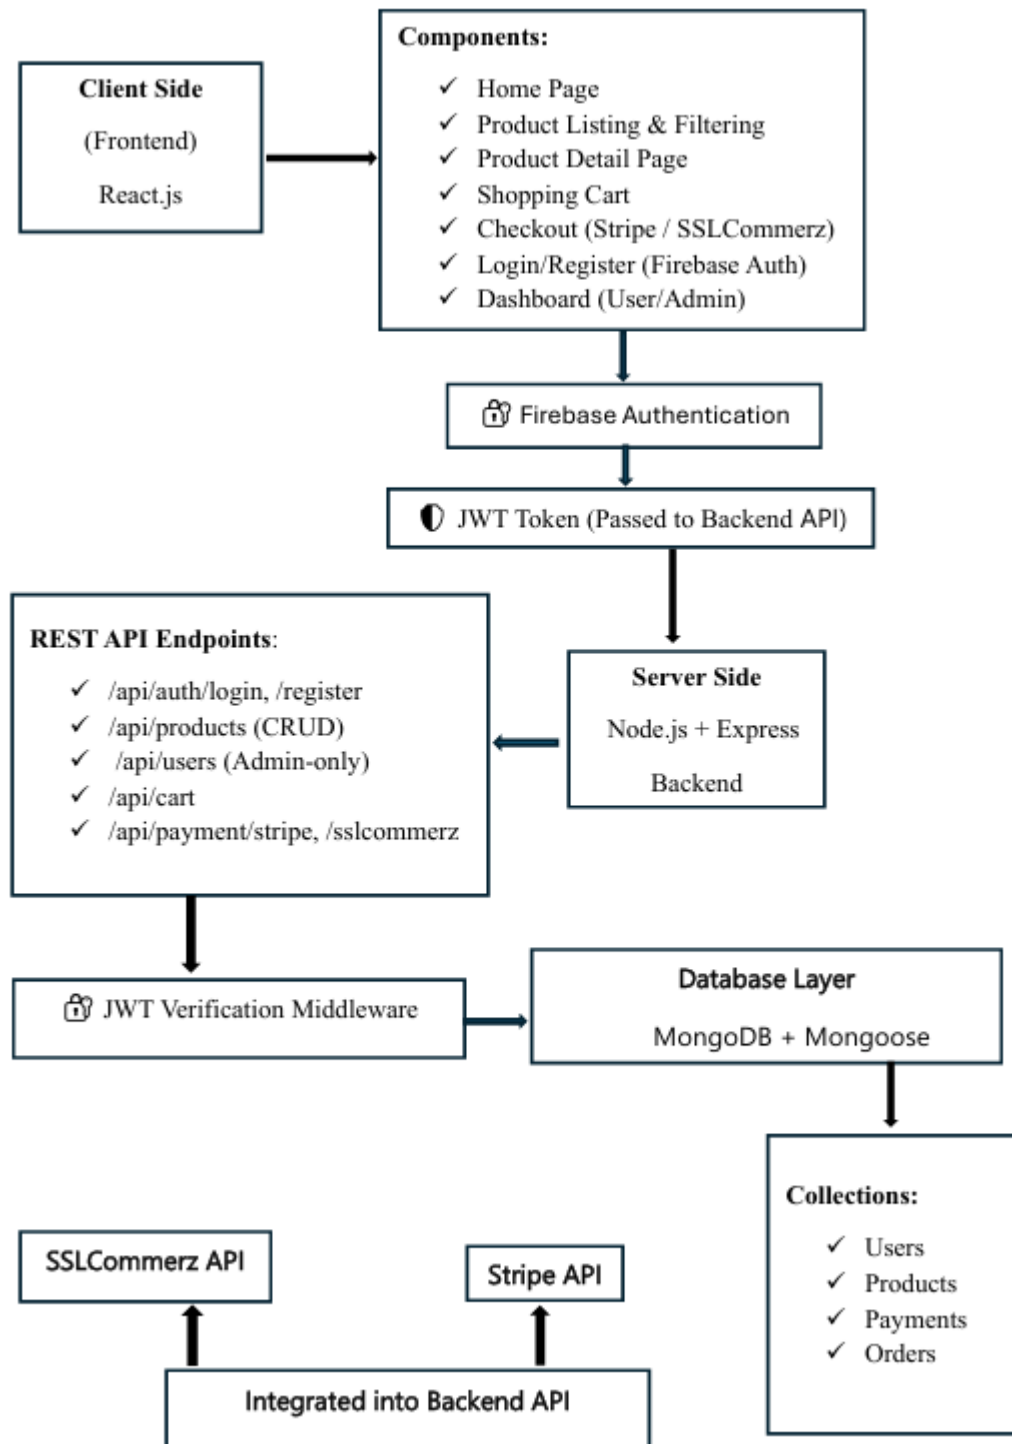 Client Side
(Frontend)
React.js
Components:
✓ Home Page
✓ Product Listing & Filtering
✓ Product Detail Page
✓ Shopping Cart
✓ Checkout (Stripe / SSLCommerz)
✓ Login/Register (Firebase Auth)
✓ Dashboard (User/Admin)
Firebase Authentication
JWT Token (Passed to Backend API)
Server Side
Node.js + Express
Backend
REST API Endpoints:
✓ /api/auth/login, /register
✓ /api/products (CRUD)
✓ /api/users (Admin-only)
✓ /api/cart
✓ /api/payment/stripe, /sslcommerz
JWT Verification Middleware
Database Layer
MongoDB + Mongoose
Collections:
✓ Users
✓ Products
✓ Payments
✓ Orders
SSLCommerz API
Stripe API
Integrated into Backend API